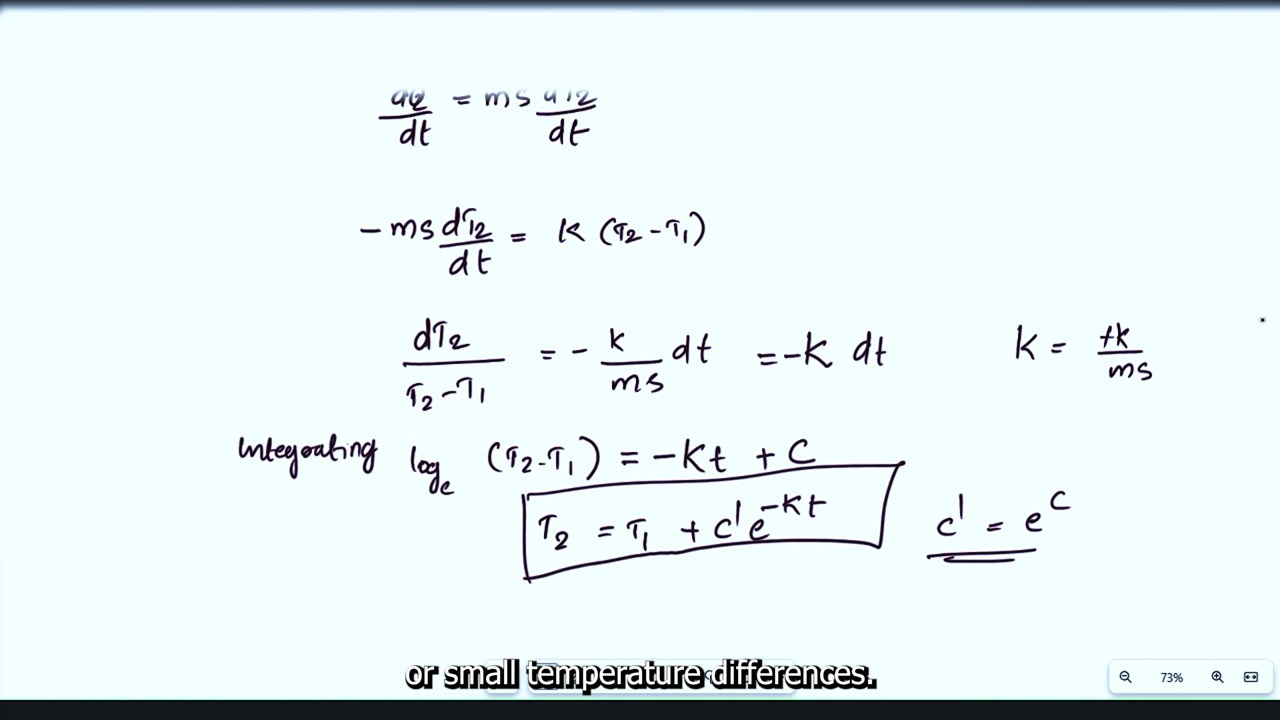 dQ/dt = ms dT2/dt
-ms dT2/dt = K (T2 - T1)
dT2/(T2 - T1) = - k/ms dt = -K dt K = k/ms
Integrating loge (T2 - T1) = -Kt + C
T2 = T1 + C' e^-Kt C' = e^C
or small temperature differences.
73%